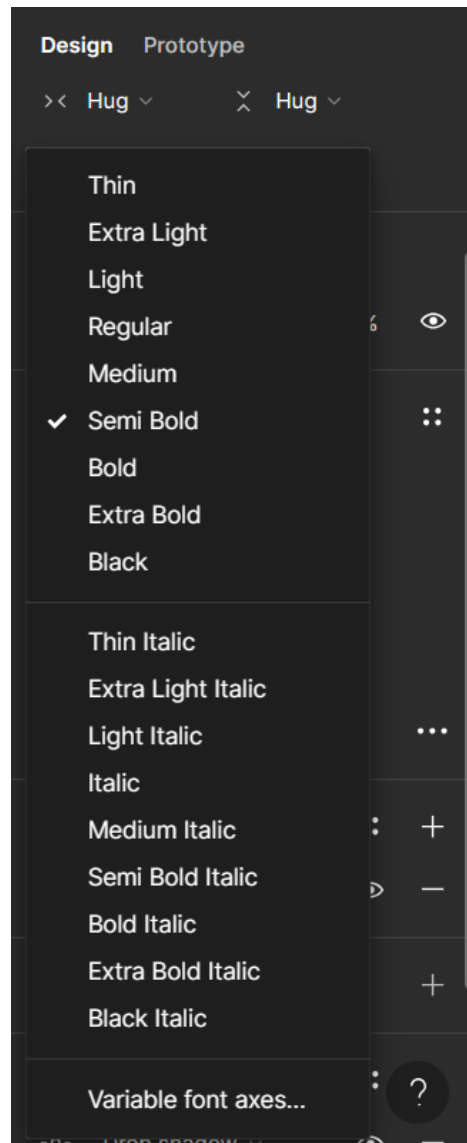 Design Prototype
Hug Hug
Thin
Extra Light
Light
Regular
%
Medium
Semi Bold
Bold
Extra Bold
Black
Thin Italic
Extra Light Italic
Light Italic
Italic
Medium Italic
Semi Bold Italic
Bold Italic
Extra Bold Italic
Black Italic
Variable font axes...
?
Drop shadow